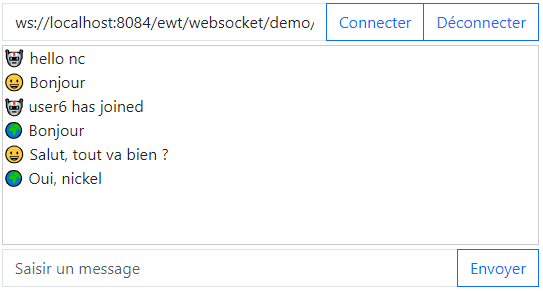 ws://localhost:8084/ewt/websocket/demo/ Connecter Déconnecter
hello nc
Bonjour
user6 has joined
Bonjour
Salut, tout va bien ?
Oui, nickel
Saisir un message Envoyer